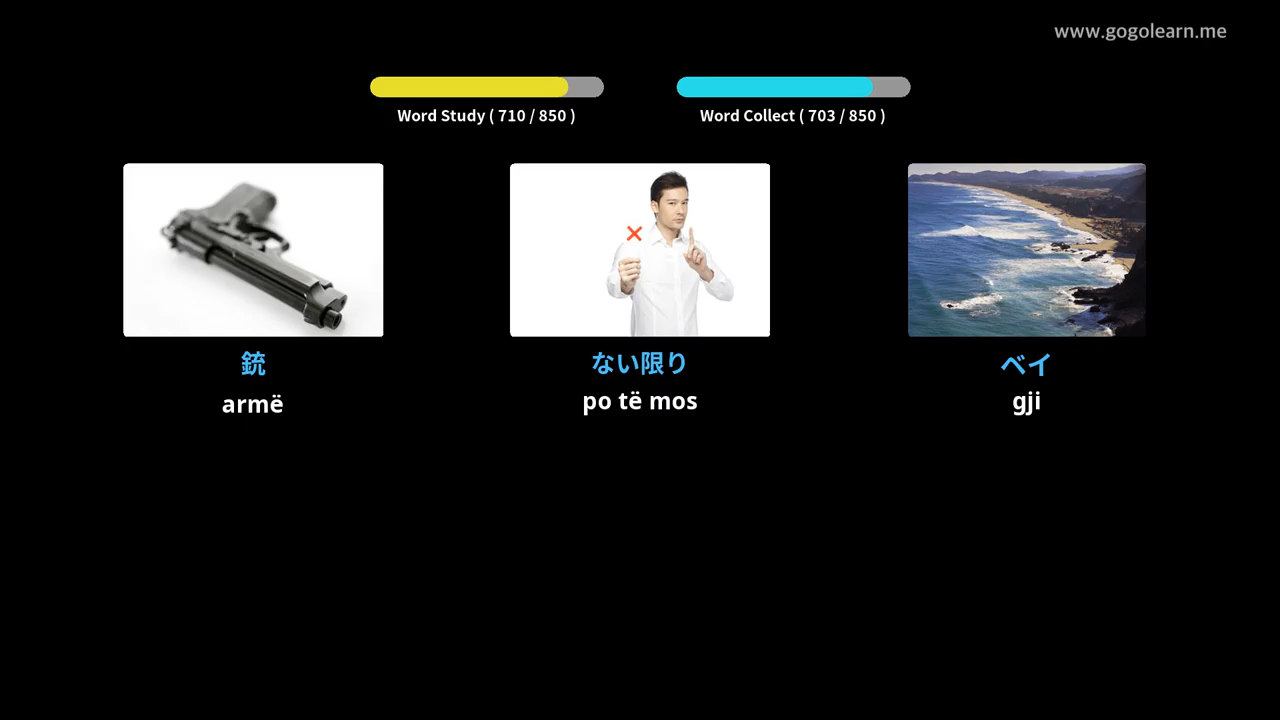 www.gogolearn.me
Word Study ( 710 / 850 )
Word Collect ( 703 / 850 )
銃
ない限り
ベイ
armë
po të mos
gji